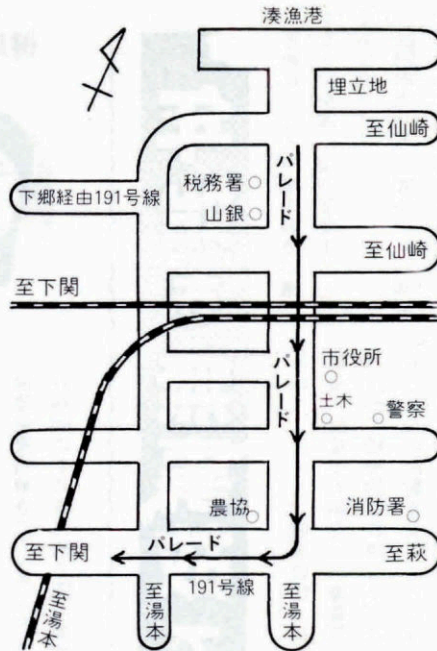 湊漁港
埋立地
至仙崎
パレード
税務署
下郷経由191号線
山銀
至仙崎
至下関
市役所
パレード
土木
警察
農協
消防署
パレード
至下関
至萩
191号線
至湯本
至湯本
至湯本